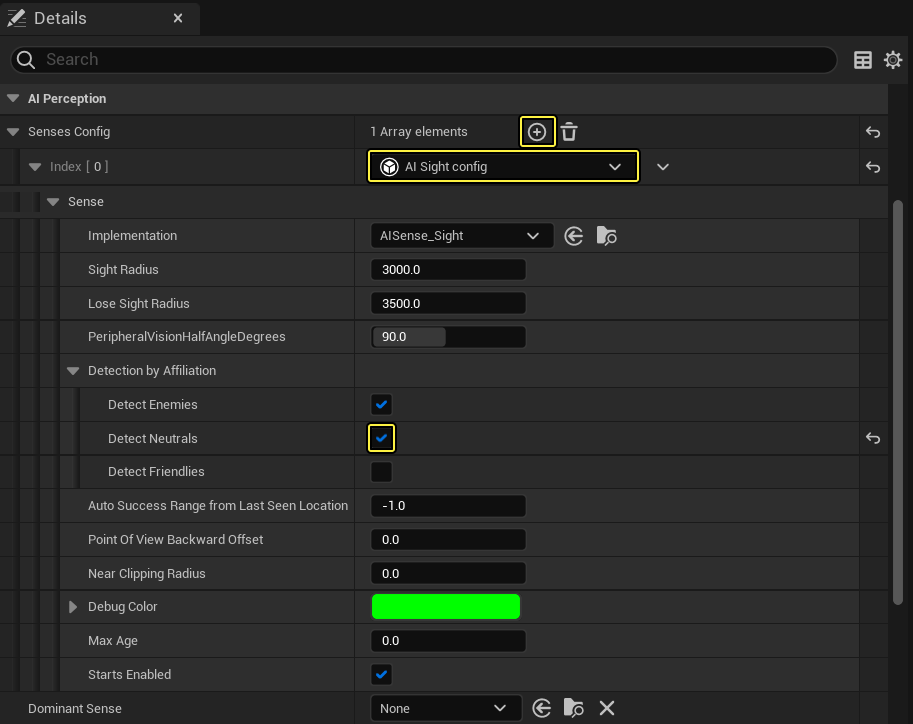 Details
Search
AI Perception
Senses Config 1 Array elements
Index [ 0 ] AI Sight config
Sense
Implementation AISense_Sight
Sight Radius 3000.0
Lose Sight Radius 3500.0
PeripheralVisionHalfAngleDegrees 90.0
Detection by Affiliation
Detect Enemies
Detect Neutrals
Detect Friendlies
Auto Success Range from Last Seen Location -1.0
Point Of View Backward Offset 0.0
Near Clipping Radius 0.0
Debug Color
Max Age 0.0
Starts Enabled
Dominant Sense None